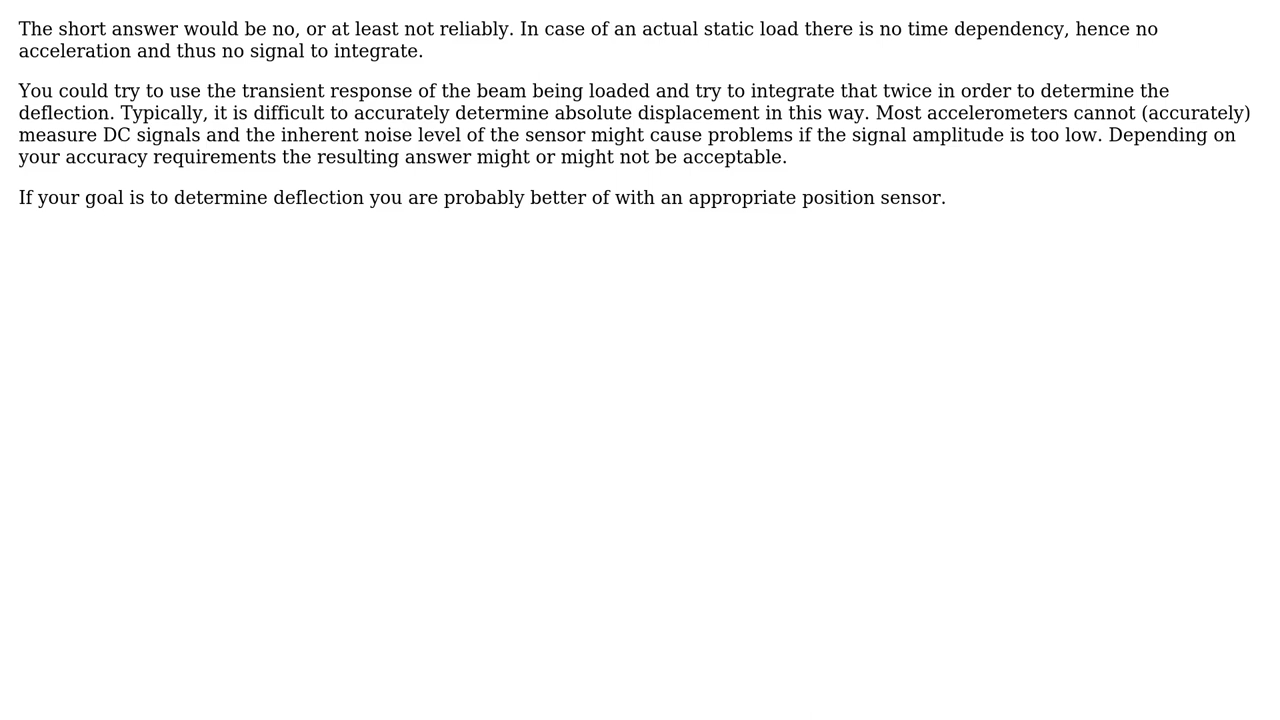 The short answer would be no, or at least not reliably. In case of an actual static load there is no time dependency, hence no
acceleration and thus no signal to integrate.
You could try to use the transient response of the beam being loaded and try to integrate that twice in order to determine the
deflection. Typically, it is difficult to accurately determine absolute displacement in this way. Most accelerometers cannot (accurately)
measure DC signals and the inherent noise level of the sensor might cause problems if the signal amplitude is too low. Depending on
your accuracy requirements the resulting answer might or might not be acceptable.
If your goal is to determine deflection you are probably better of with an appropriate position sensor.